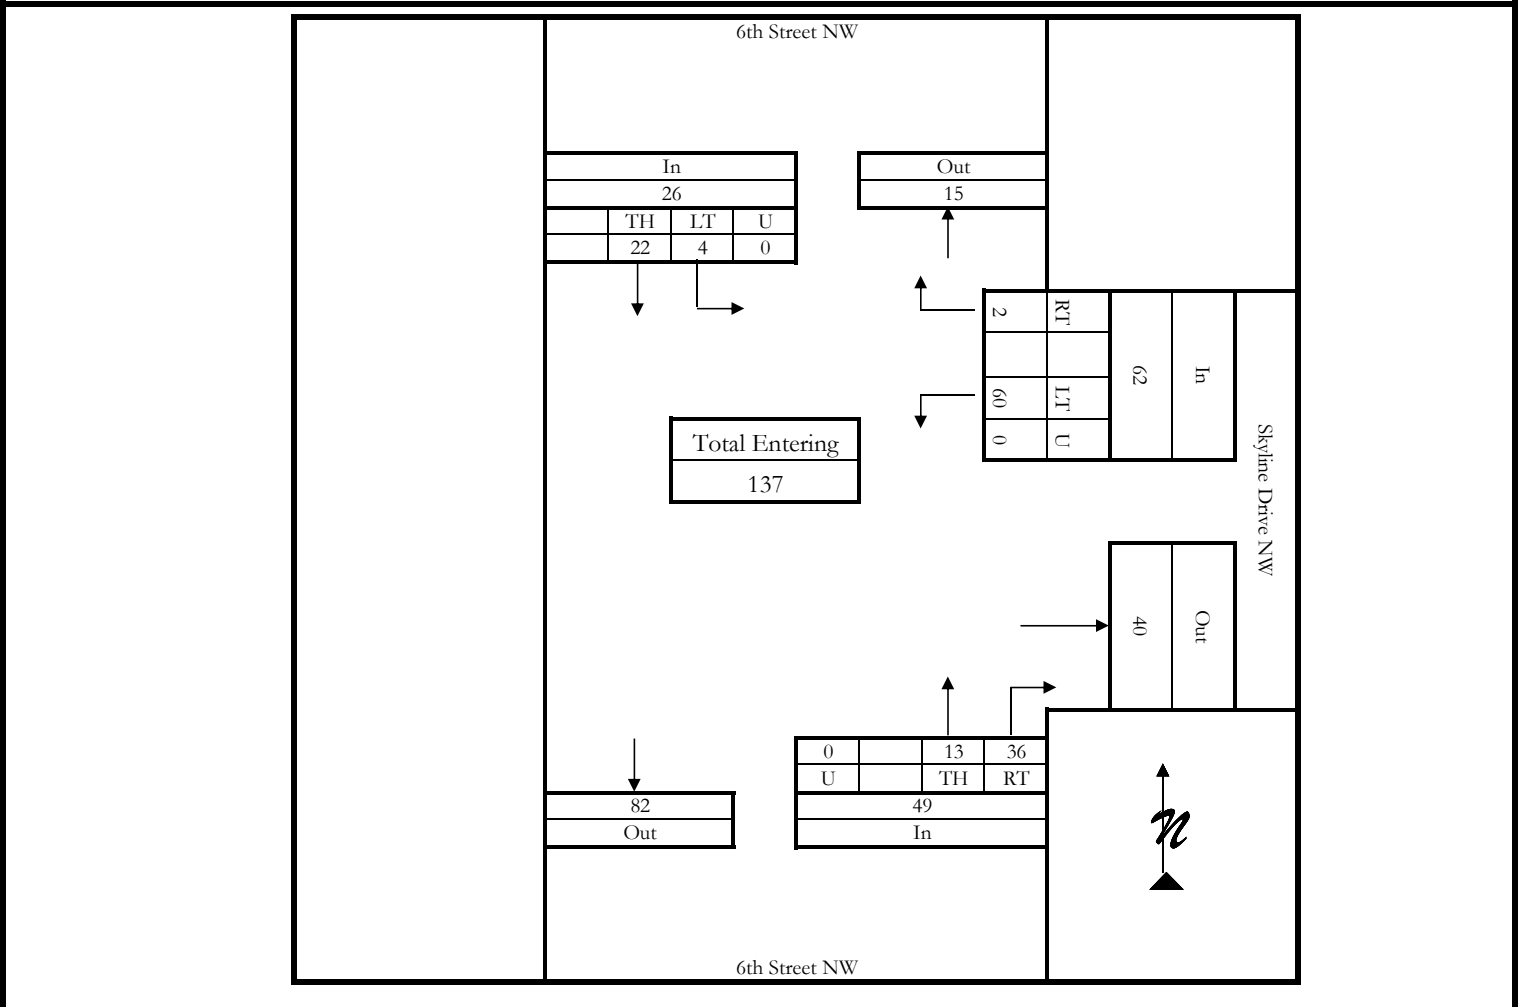 6th Street NW
In
Out
26
15
TH LT U
22 4 0
2 RT
62
In
60 LT
0 U
Total Entering
137
Skyline Drive NW
40
Out
0 13 36
U TH RT
82
49
Out
In
n
6th Street NW